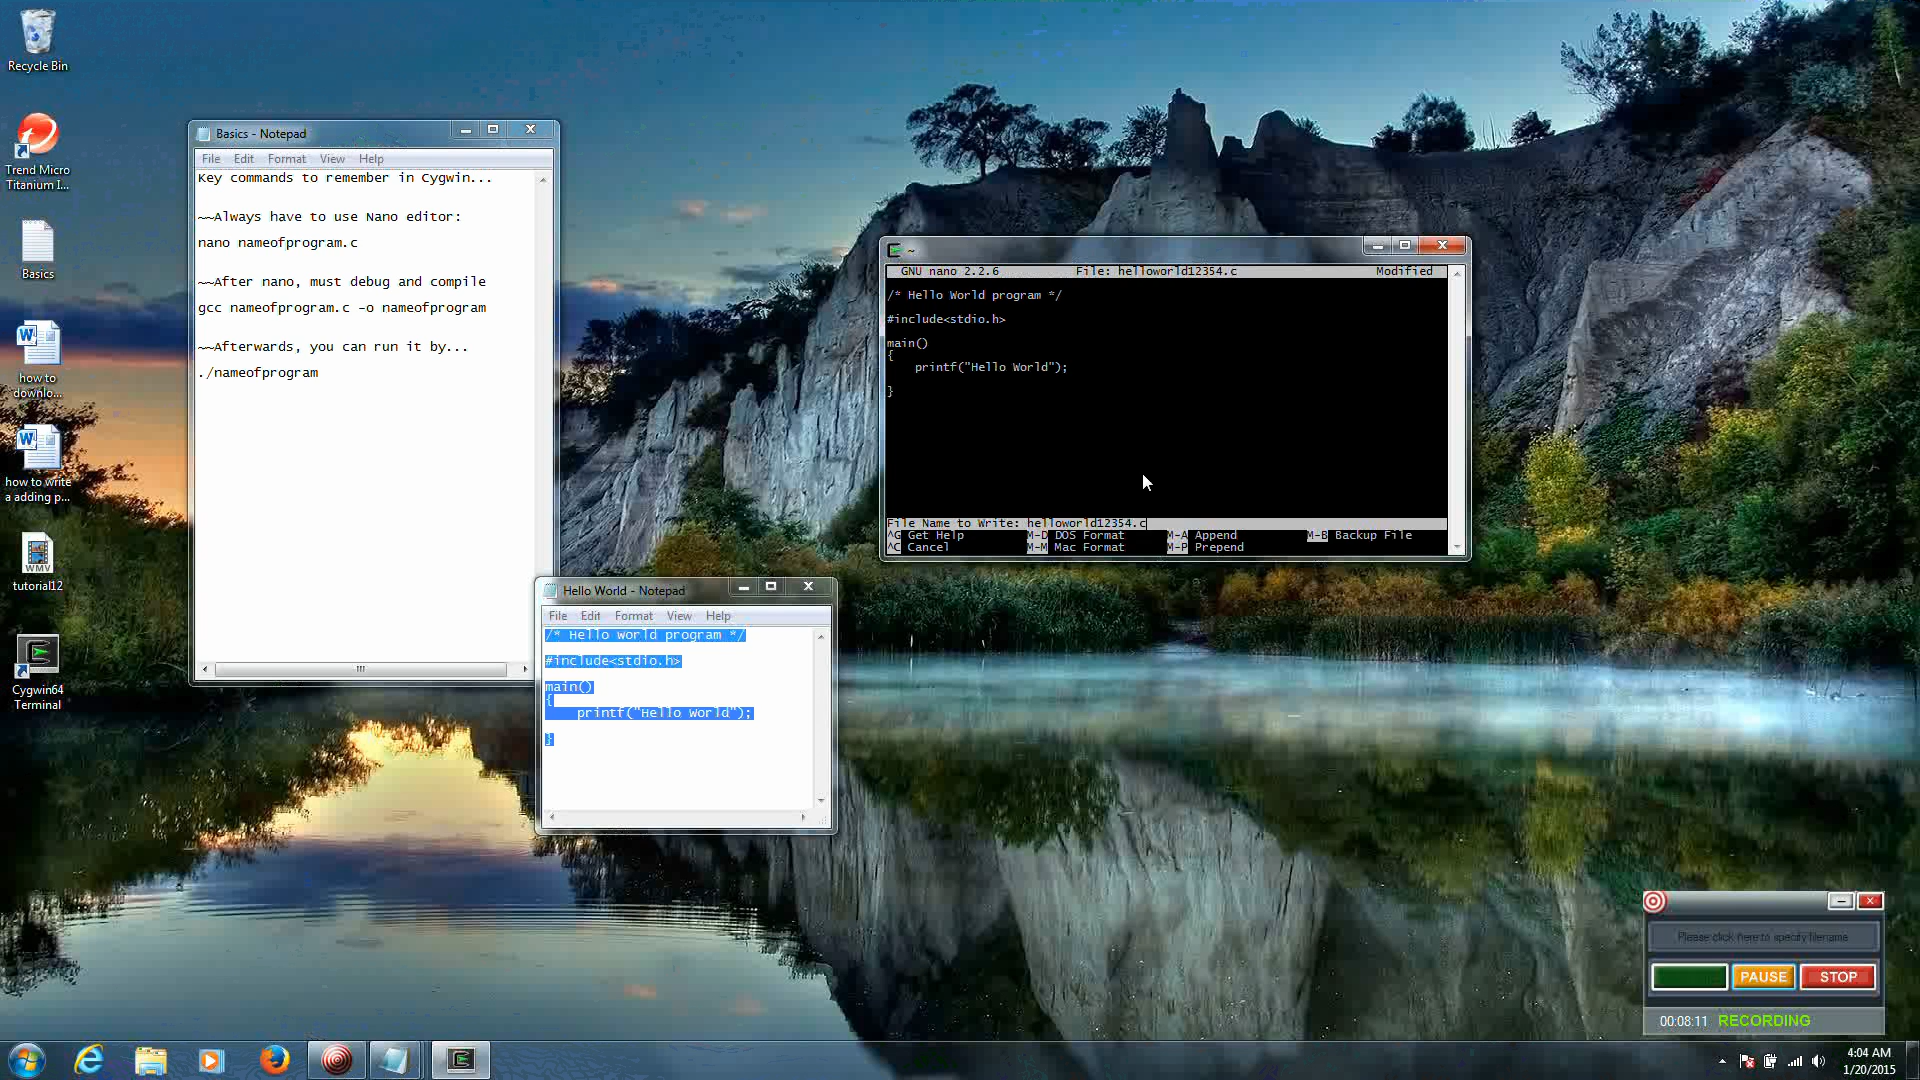 Recycle Bin
Trend Micro
Titanium I...
Basics
how to
downlo...
how to write
a adding p...
WMV
tutorial12
Cygwin64
Terminal
Basics - Notepad
File Edit Format View Help
Key commands to remember in Cygwin...
~~Always have to use Nano editor:
nano nameofprogram.c
~~After nano, must debug and compile
gcc nameofprogram.c -o nameofprogram
~~Afterwards, you can run it by...
./nameofprogram
~
GNU nano 2.2.6 File: helloworld12354.c Modified
/* Hello World program */
#include<stdio.h>
main()
{
printf("Hello World");
}
File Name to Write: helloworld12354.c
^G Get Help M-D DOS Format M-A Append M-B Backup File
^C Cancel M-M Mac Format M-P Prepend
Hello World - Notepad
File Edit Format View Help
/* Hello World program */
#include<stdio.h>
main()
{
printf("Hello World");
}
Please click here to specify filename
PAUSE STOP
00:08:11 RECORDING
4:04 AM
1/20/2015